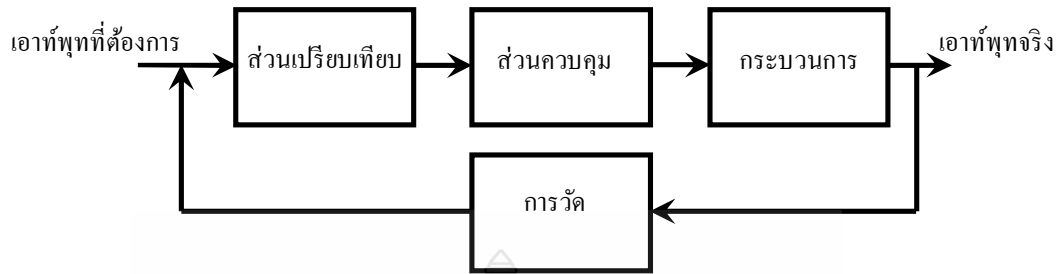 เอาท์พุทที่ต้องการ
ส่วนเปรียบเทียบ
ส่วนควบคุม
กระบวนการ
เอาท์พุทจริง
การวัด